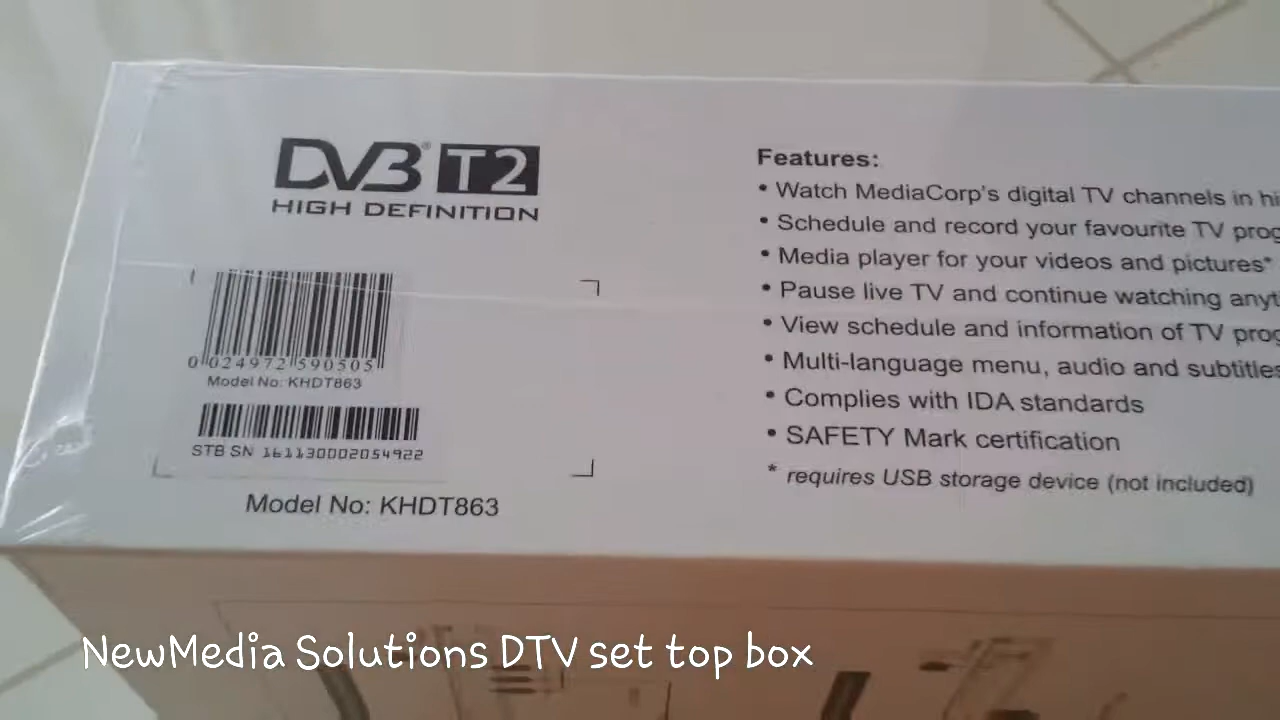 DVB® T2
HIGH DEFINITION
0 024972 590505
Model No: KHDT863
STB SN 161130002054922
Model No: KHDT863
Features:
• Watch MediaCorp's digital TV channels in
• Schedule and record your favourite TV
• Media player for your videos and pictures*
• Pause live TV and continue watching
• View schedule and information of TV
• Multi-language menu, audio and subtitles
• Complies with IDA standards
• SAFETY Mark certification
* requires USB storage device (not included)
NewMedia Solutions DTV set top box